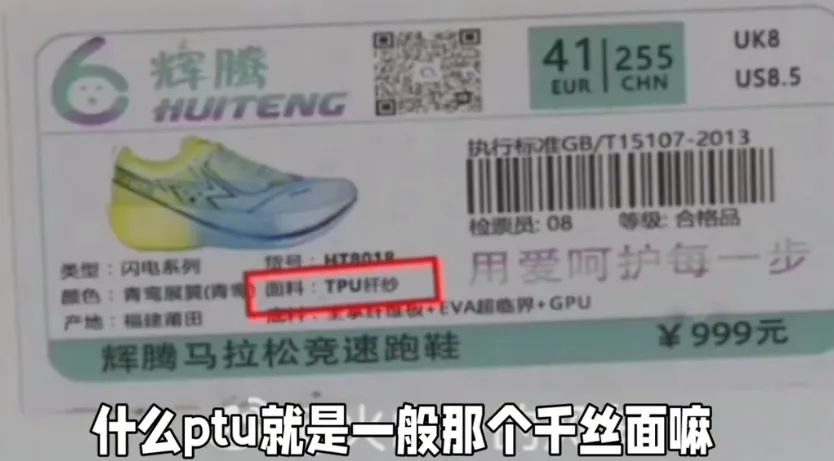 辉腾
HUITENG
41 EUR
255 CHN
UK8
US8.5
执行标准GB/T15107-2013
检票员: 08 等级: 合格品
用爱呵护每一步
类型：闪电系列
货号：HT8018
颜色：青鸾展翼(青鸾
面料：TPU纤纱
产地：福建莆田
+EVA超临界+GPU
辉腾马拉松竞速跑鞋
￥999元
什么ptu就是一般那个千丝面嘛